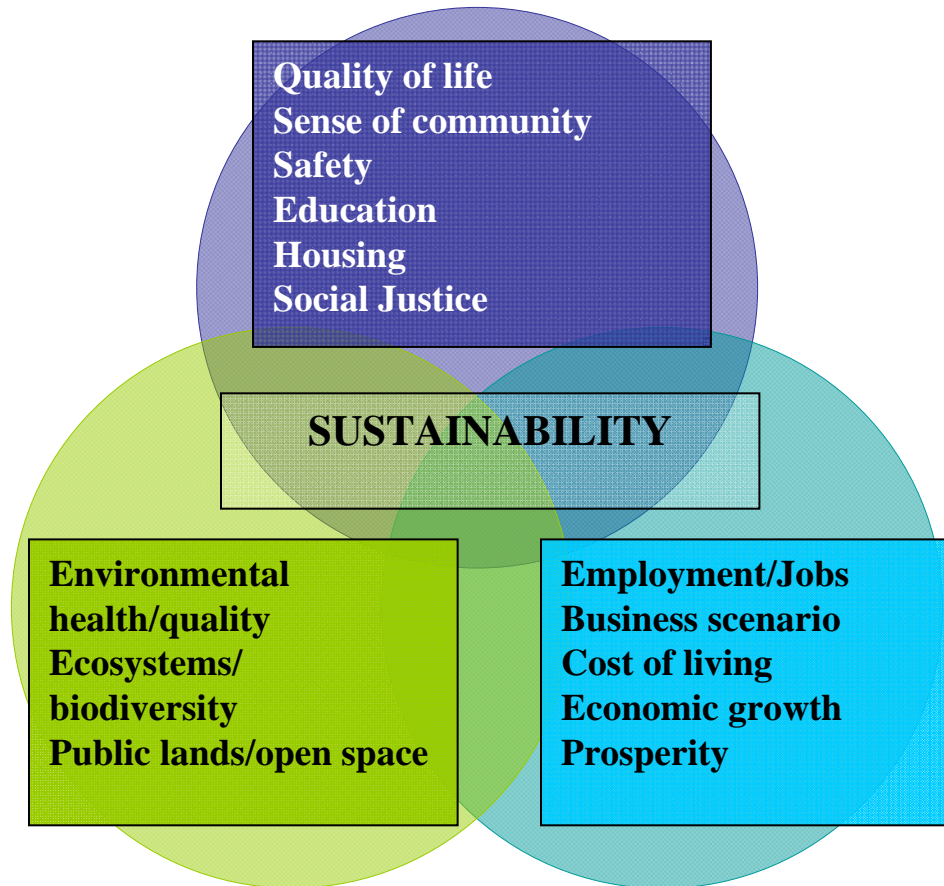 Quality of life
Sense of community
Safety
Education
Housing
Social Justice
SUSTAINABILITY
Environmental
health/quality
Ecosystems/
biodiversity
Public lands/open space
Employment/Jobs
Business scenario
Cost of living
Economic growth
Prosperity